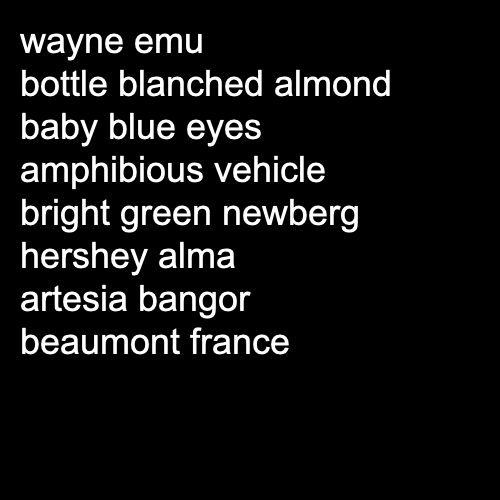 wayne emu
bottle blanched almond
baby blue eyes
amphibious vehicle
bright green newberg
hershey alma
artesia bangor
beaumont france